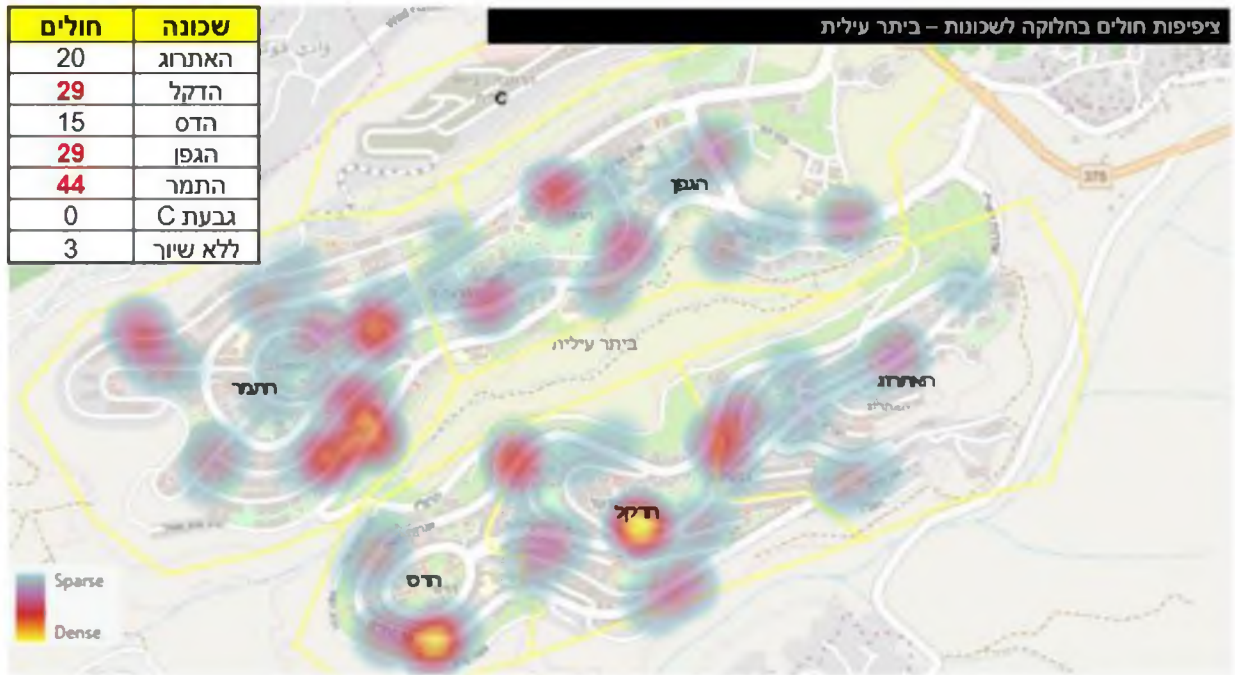 ציפיפות חולים בחלוקה לשכונות – ביתר עילית
שכונה חולים
האתרוג 20
הדקל 29
הדס 15
הגפן 29
התמר 44
גבעת C 0
ללא שיוך 3
C
375
הגפן
ביתר עילית
התמר
האתרוג
הדקל
הדס
Sparse
Dense